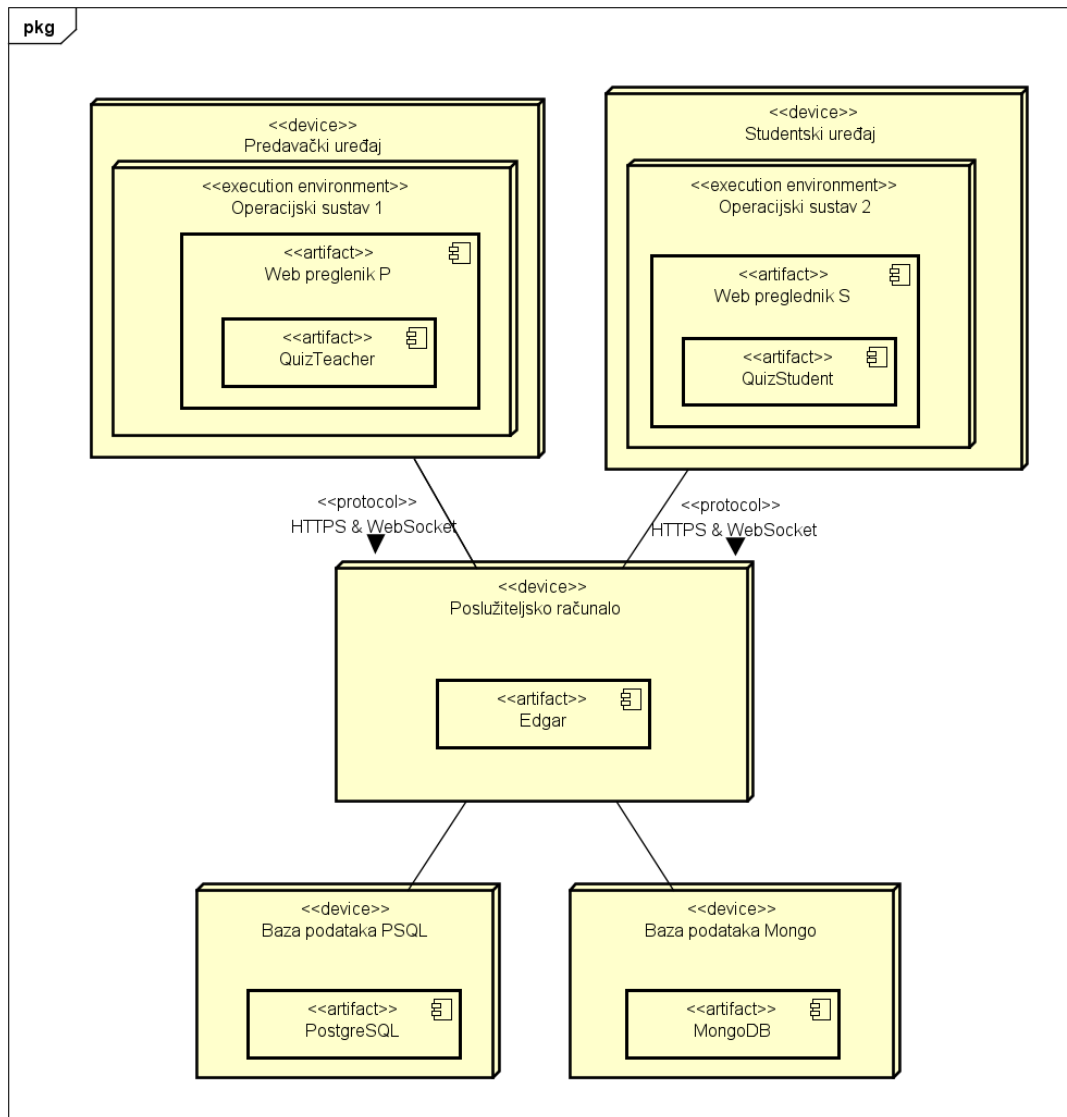 pkg
<<device>>
Predavački uređaj
<<execution environment>>
Operacijski sustav 1
<<artifact>>
Web preglenik P
<<artifact>>
QuizTeacher
<<device>>
Studentski uređaj
<<execution environment>>
Operacijski sustav 2
<<artifact>>
Web preglednik S
<<artifact>>
QuizStudent
<<protocol>>
HTTPS & WebSocket
<<protocol>>
HTTPS & WebSocket
<<device>>
Poslužiteljsko računalo
<<artifact>>
Edgar
<<device>>
Baza podataka PSQL
<<artifact>>
PostgreSQL
<<device>>
Baza podataka Mongo
<<artifact>>
MongoDB